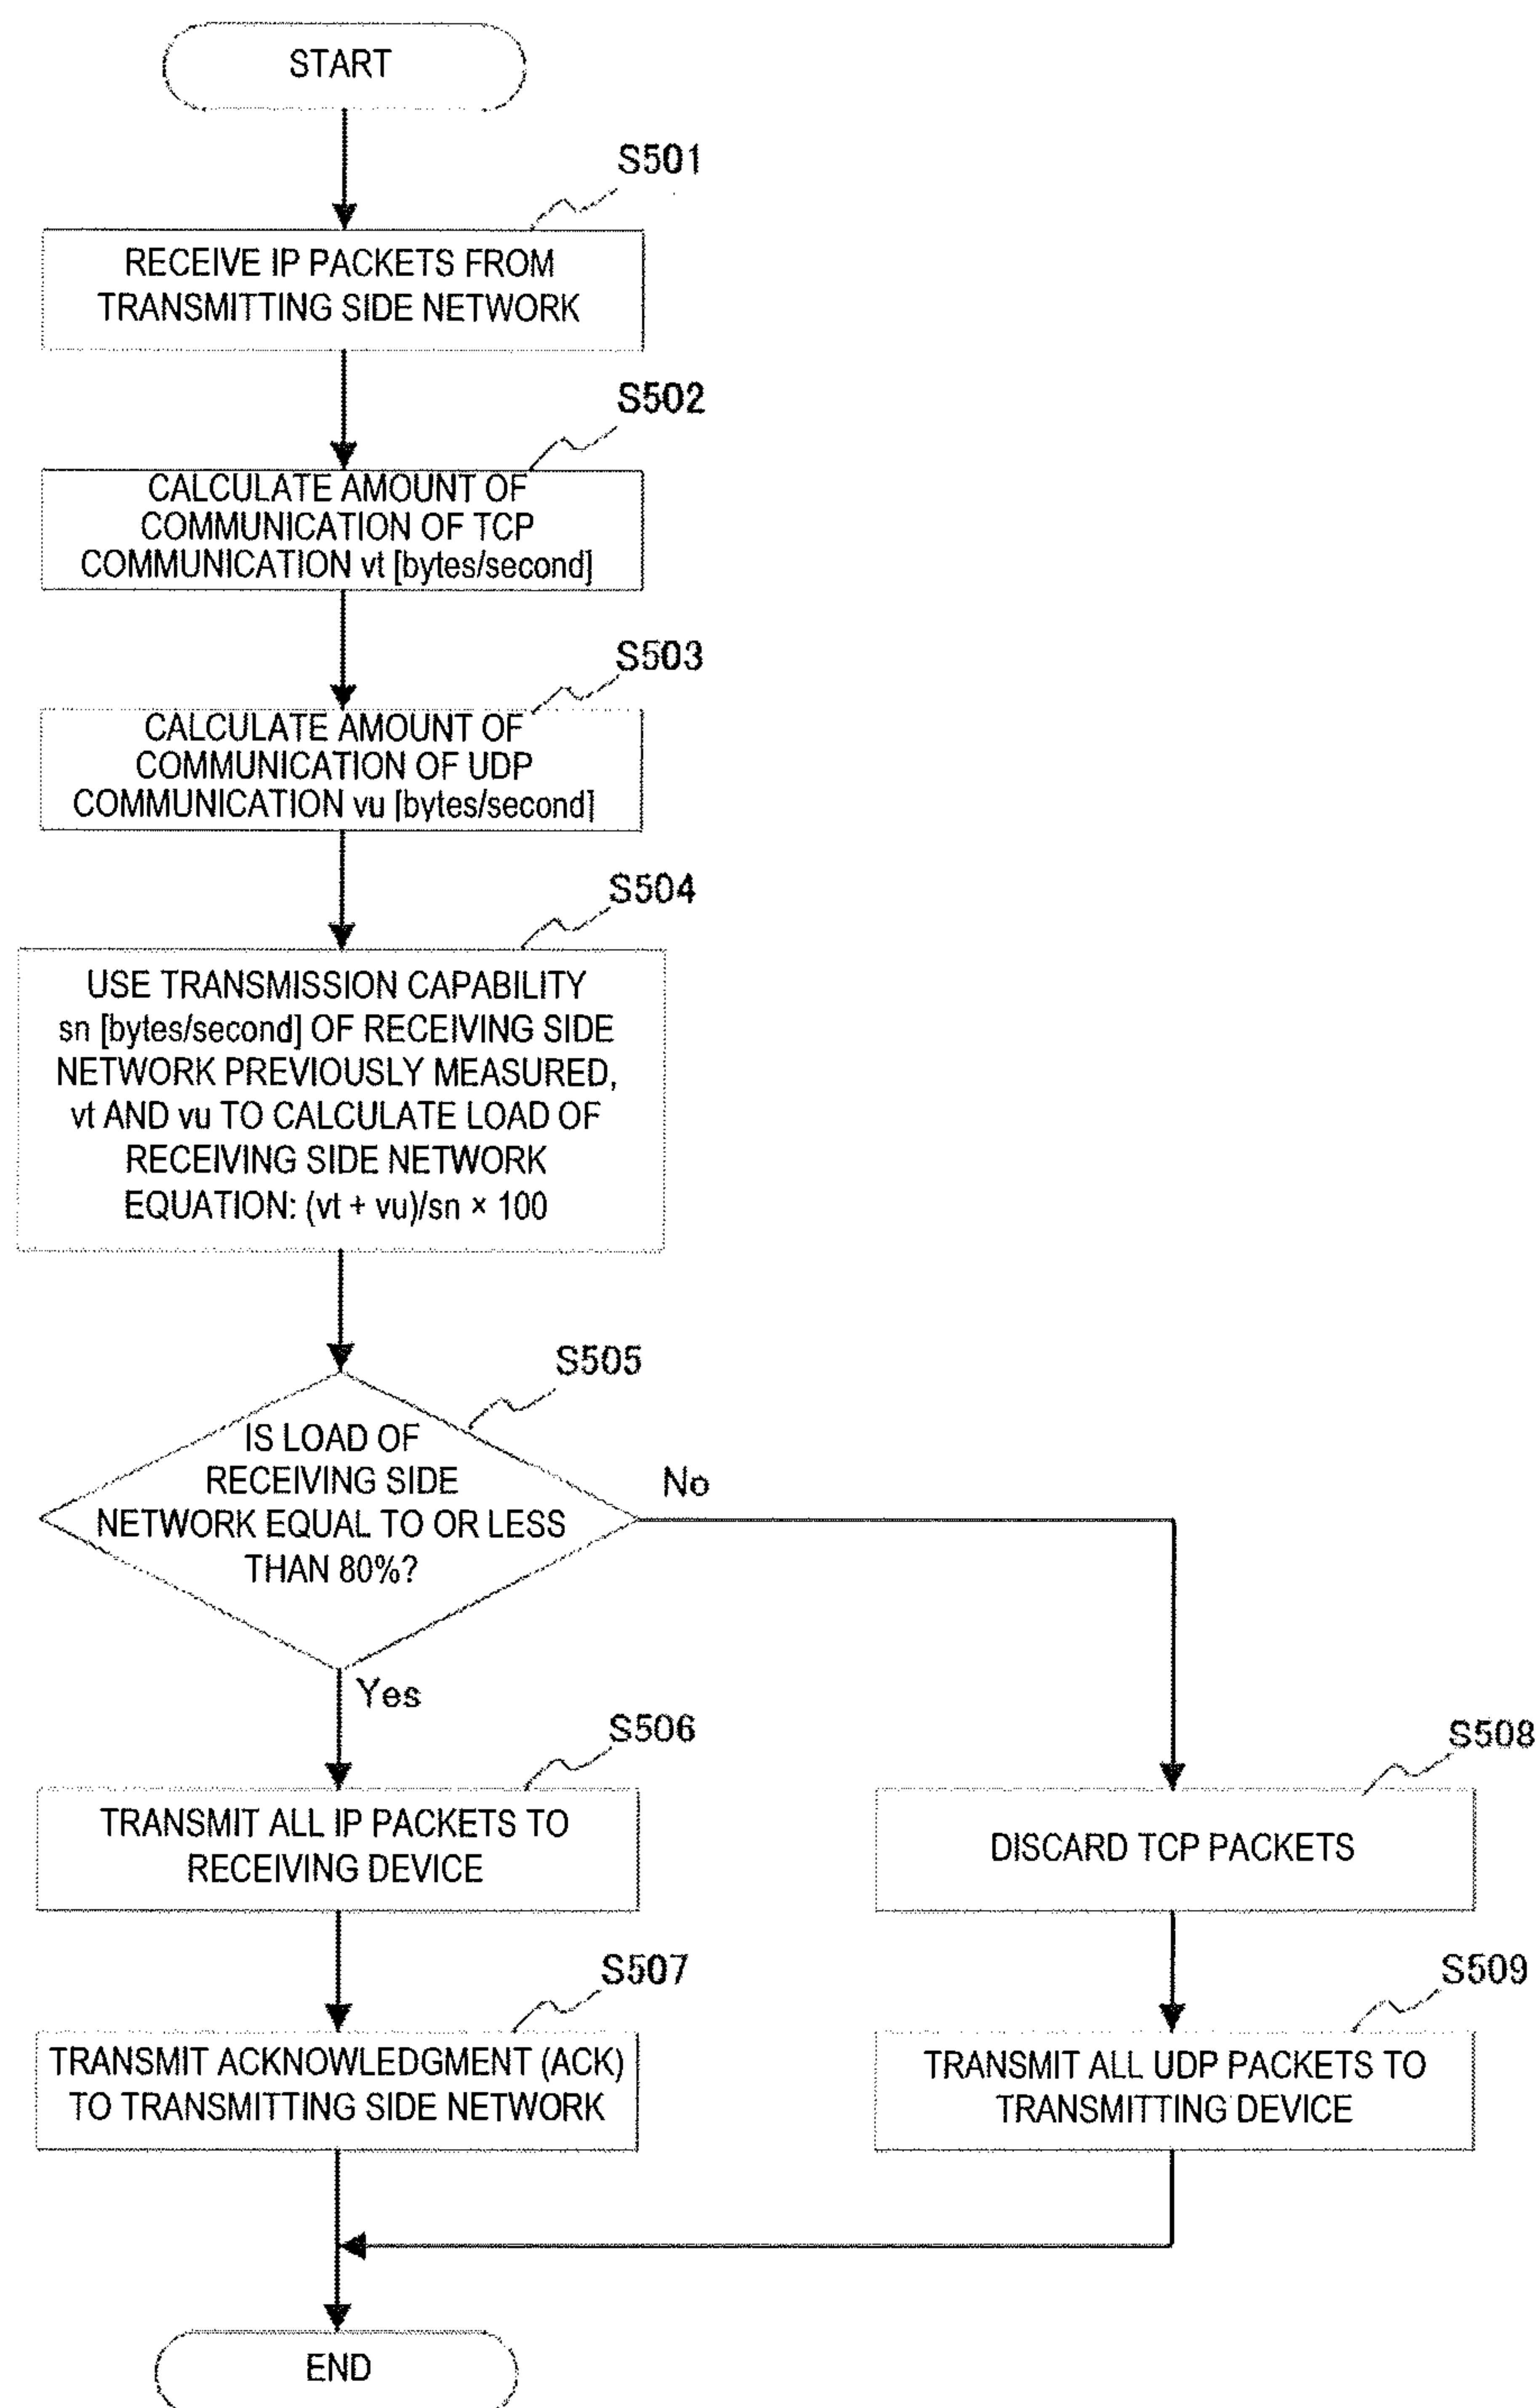 START
S501
RECEIVE IP PACKETS FROM
TRANSMITTING SIDE NETWORK
S502
CALCULATE AMOUNT OF
COMMUNICATION OF TCP
COMMUNICATION vt [bytes/second]
S503
CALCULATE AMOUNT OF
COMMUNICATION OF UDP
COMMUNICATION vu [bytes/second]
S504
USE TRANSMISSION CAPABILITY
sn [bytes/second] OF RECEIVING SIDE
NETWORK PREVIOUSLY MEASURED,
vt AND vu TO CALCULATE LOAD OF
RECEIVING SIDE NETWORK
EQUATION: (vt + vu)/sn × 100
S505
IS LOAD OF
RECEIVING SIDE
NETWORK EQUAL TO OR LESS
THAN 80%?
No
Yes
S506
TRANSMIT ALL IP PACKETS TO
RECEIVING DEVICE
S507
TRANSMIT ACKNOWLEDGMENT (ACK)
TO TRANSMITTING SIDE NETWORK
S508
DISCARD TCP PACKETS
S509
TRANSMIT ALL UDP PACKETS TO
TRANSMITTING DEVICE
END